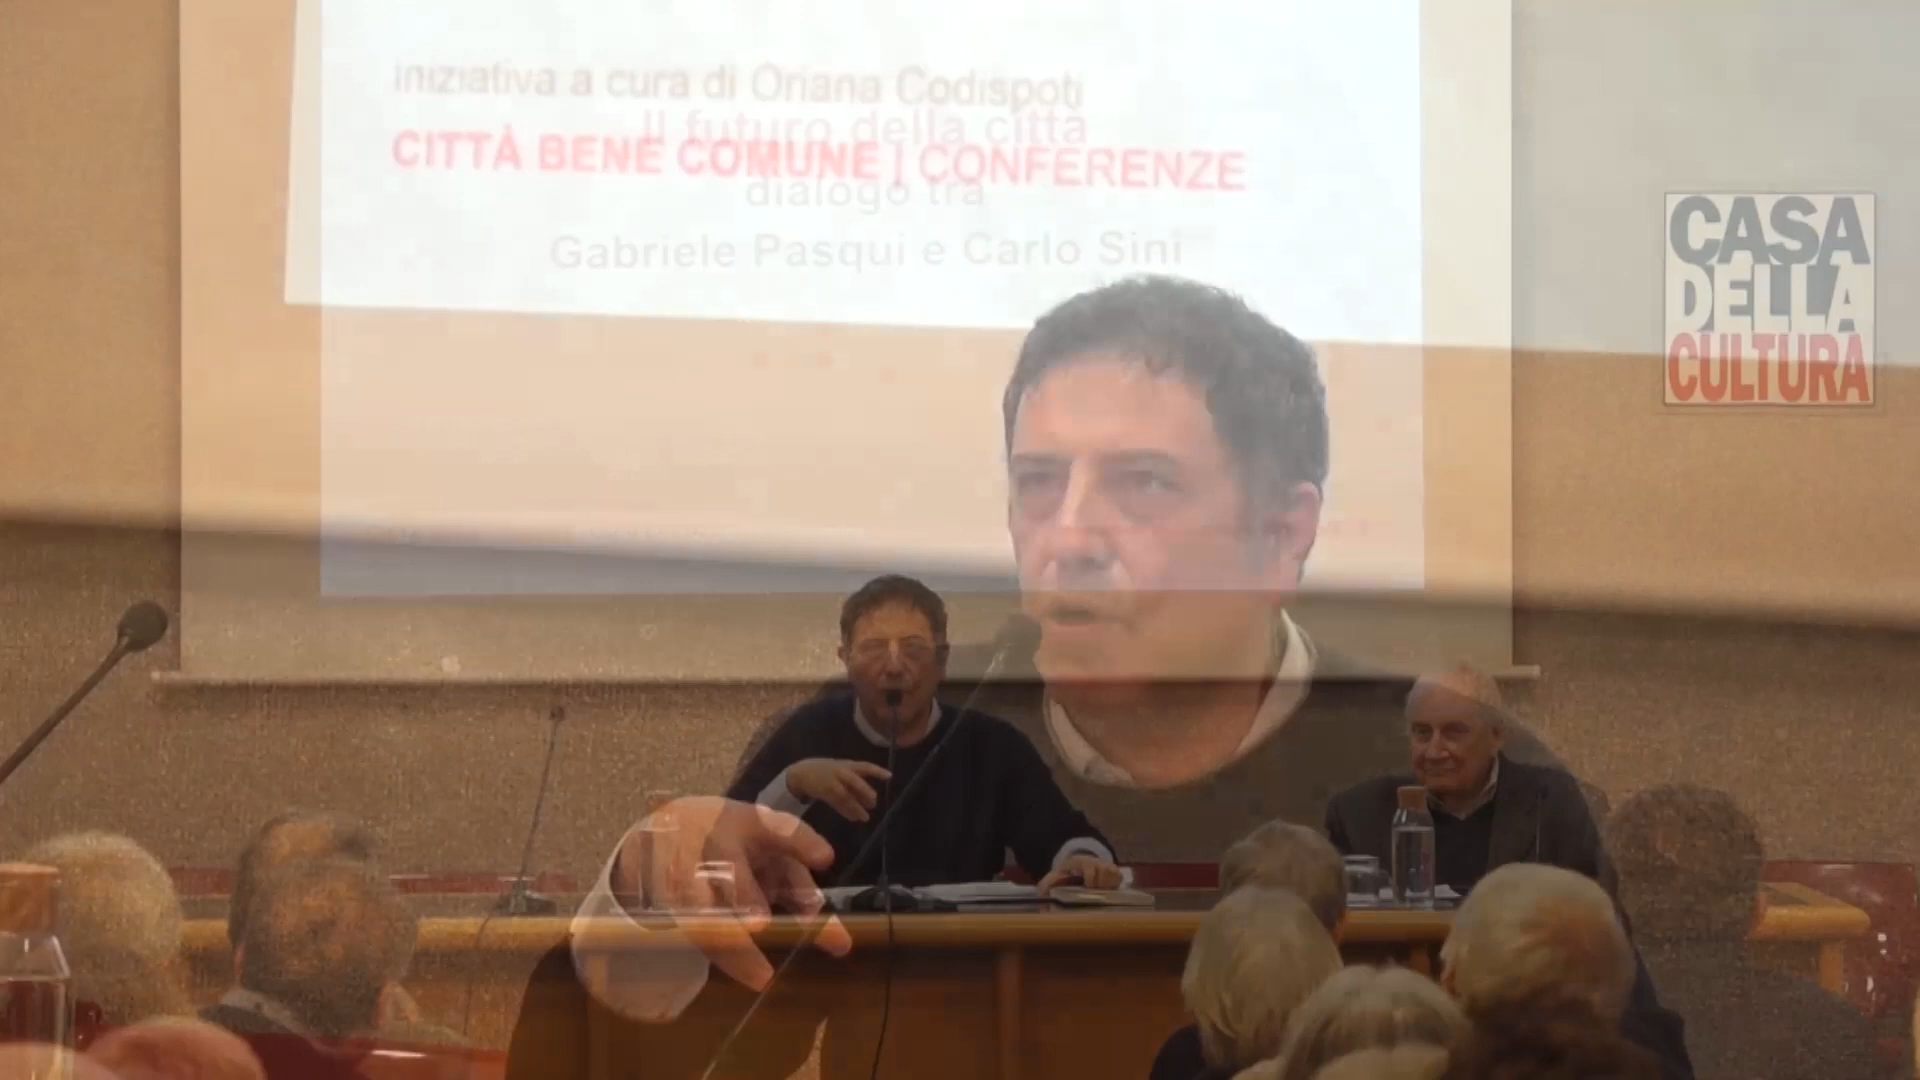 iniziativa a cura di Oriana Codispoti
Il futuro della città
CITTÀ BENE COMUNE | CONFERENZE
dialogo tra
Gabriele Pasqui e Carlo Sini
CASA
DELLA
CULTURA